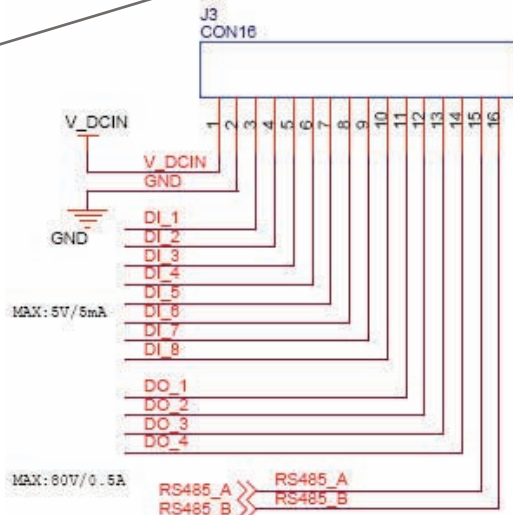 J3
CON16
1 2 3 4 5 6 7 8 9 10 11 12 13 14 15 16
V_DCIN
V_DCIN
GND
GND
DI_1
DI_2
DI_3
DI_4
DI_5
MAX:5V/5mA
DI_6
DI_7
DI_8
DO_1
DO_2
DO_3
DO_4
MAX:80V/0.5A
RS485_A RS485_A
RS485_B RS485_B